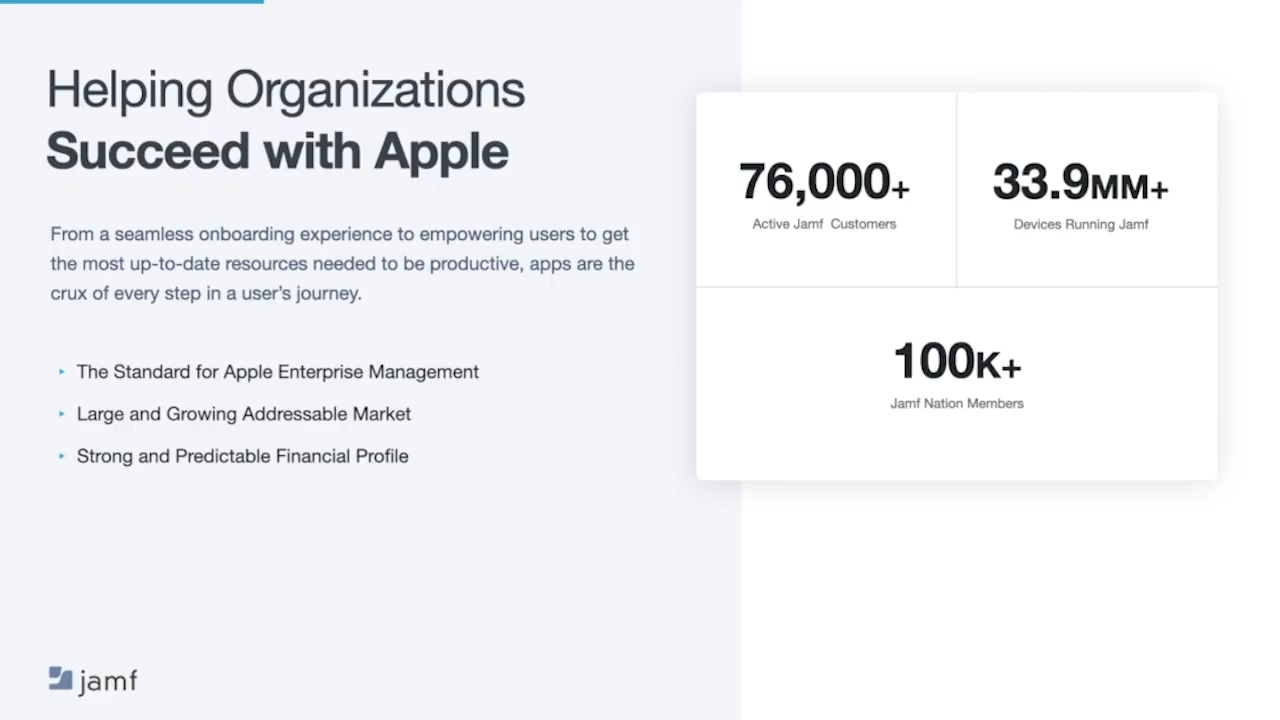 Helping Organizations
Succeed with Apple
From a seamless onboarding experience to empowering users to get
the most up-to-date resources needed to be productive, apps are the
crux of every step in a user’s journey.
‣ The Standard for Apple Enterprise Management
‣ Large and Growing Addressable Market
‣ Strong and Predictable Financial Profile
76,000+
Active Jamf Customers
33.9MM+
Devices Running Jamf
100K+
Jamf Nation Members
jamf